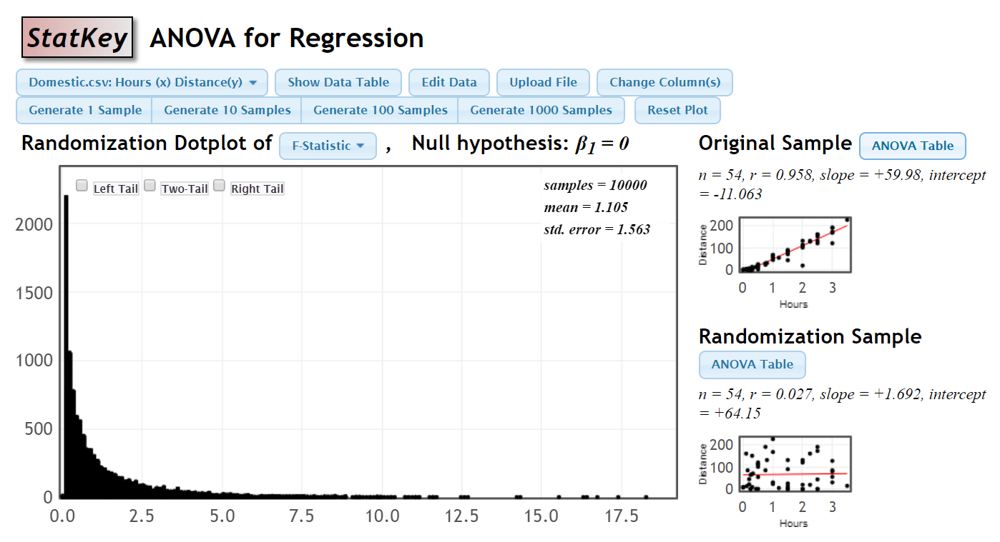 StatKey ANOVA for Regression
Domestic.csv: Hours (x) Distance(y) Show Data Table Edit Data Upload File Change Column(s)
Generate 1 Sample Generate 10 Samples Generate 100 Samples Generate 1000 Samples Reset Plot
Randomization Dotplot of F-Statistic , Null hypothesis: β1 = 0
Left Tail Two-Tail Right Tail
samples = 10000
mean = 1.105
std. error = 1.563
2000
1500
1000
500
0
0.0 2.5 5.0 7.5 10.0 12.5 15.0 17.5
Original Sample ANOVA Table
n = 54, r = 0.958, slope = +59.98, intercept
= -11.063
Distance
200
100
0
0 1 2 3
Hours
Randomization Sample
ANOVA Table
n = 54, r = 0.027, slope = +1.692, intercept
= +64.15
Distance
200
100
0
0 1 2 3
Hours